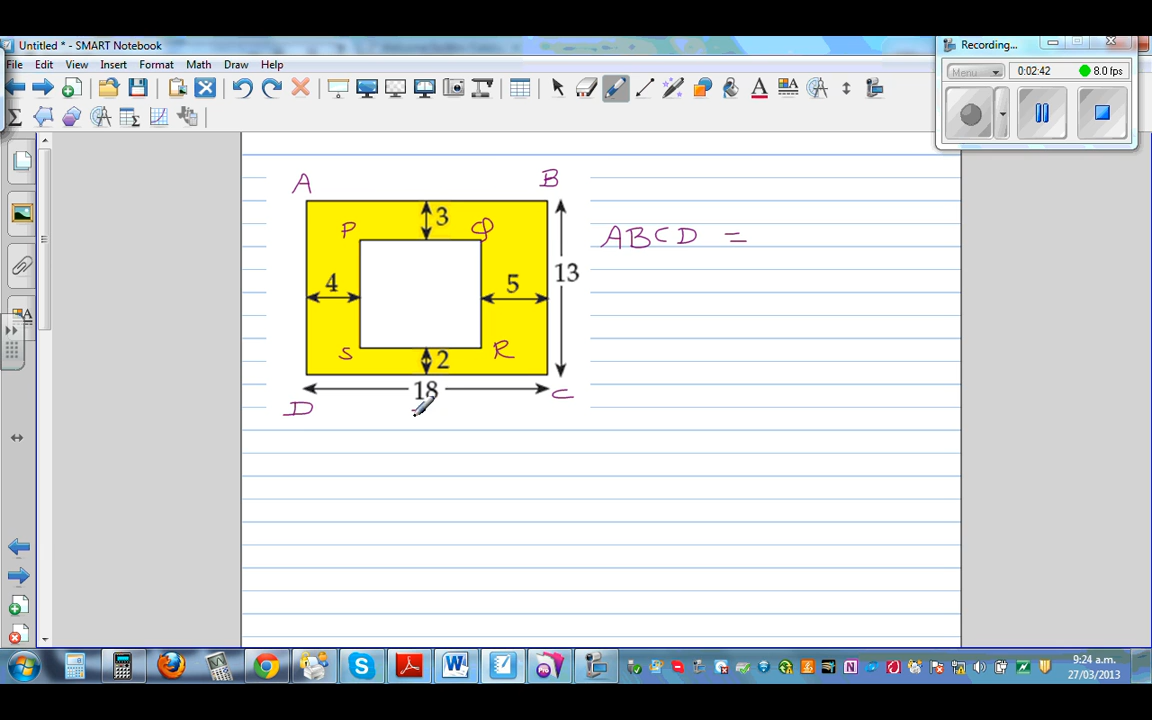 Untitled * - SMART Notebook
File Edit View Insert Format Math Draw Help
Recording...
Menu 0:02:42 8.0 fps
A B
3
P Q
ABCD =
4 5 13
S R
2
18
D C
9:24 a.m.
27/03/2013